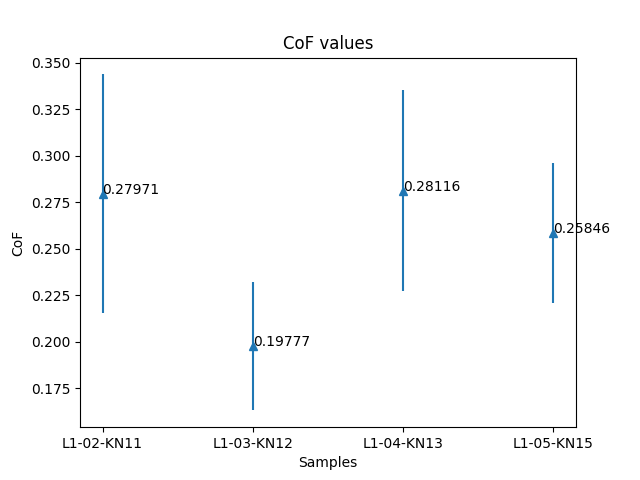 CoF values
0.350
0.325
0.300
0.275
0.250
0.225
0.200
0.175
CoF
0.27971
0.19777
0.28116
0.25846
L1-02-KN11
L1-03-KN12
L1-04-KN13
L1-05-KN15
Samples